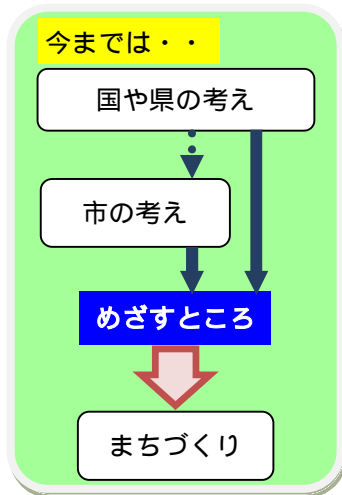 今までは・・
国や県の考え
市の考え
めざすところ
まちづくり